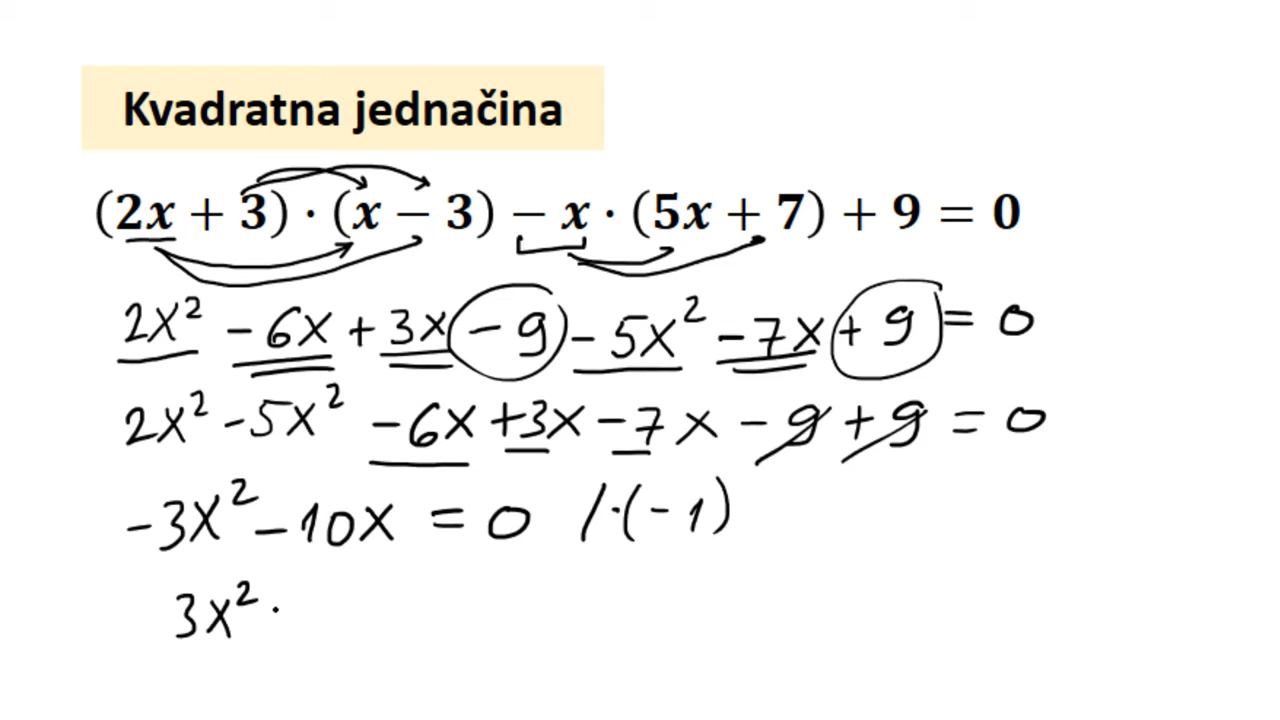 Kvadratna jednačina
(2x + 3) · (x − 3) − x · (5x + 7) + 9 = 0
2x² - 6x + 3x - 9 - 5x² - 7x + 9 = 0
2x² - 5x² - 6x + 3x - 7x - 9 + 9 = 0
-3x² - 10x = 0 /·(-1)
3x²